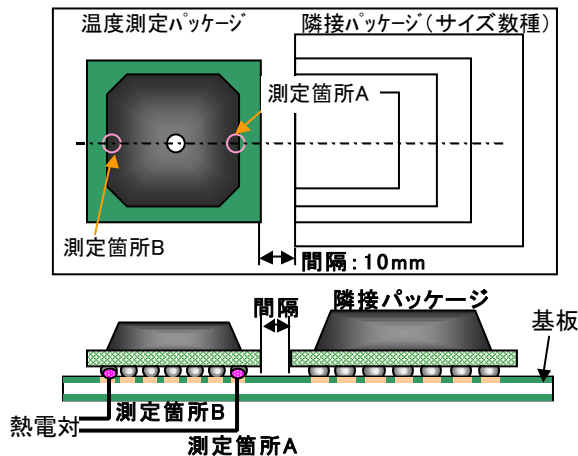 温度測定パッケージ
隣接パッケージ(サイズ数種)
測定箇所A
測定箇所B
間隔:10mm
間隔
隣接パッケージ
基板
測定箇所B
熱電対
測定箇所A